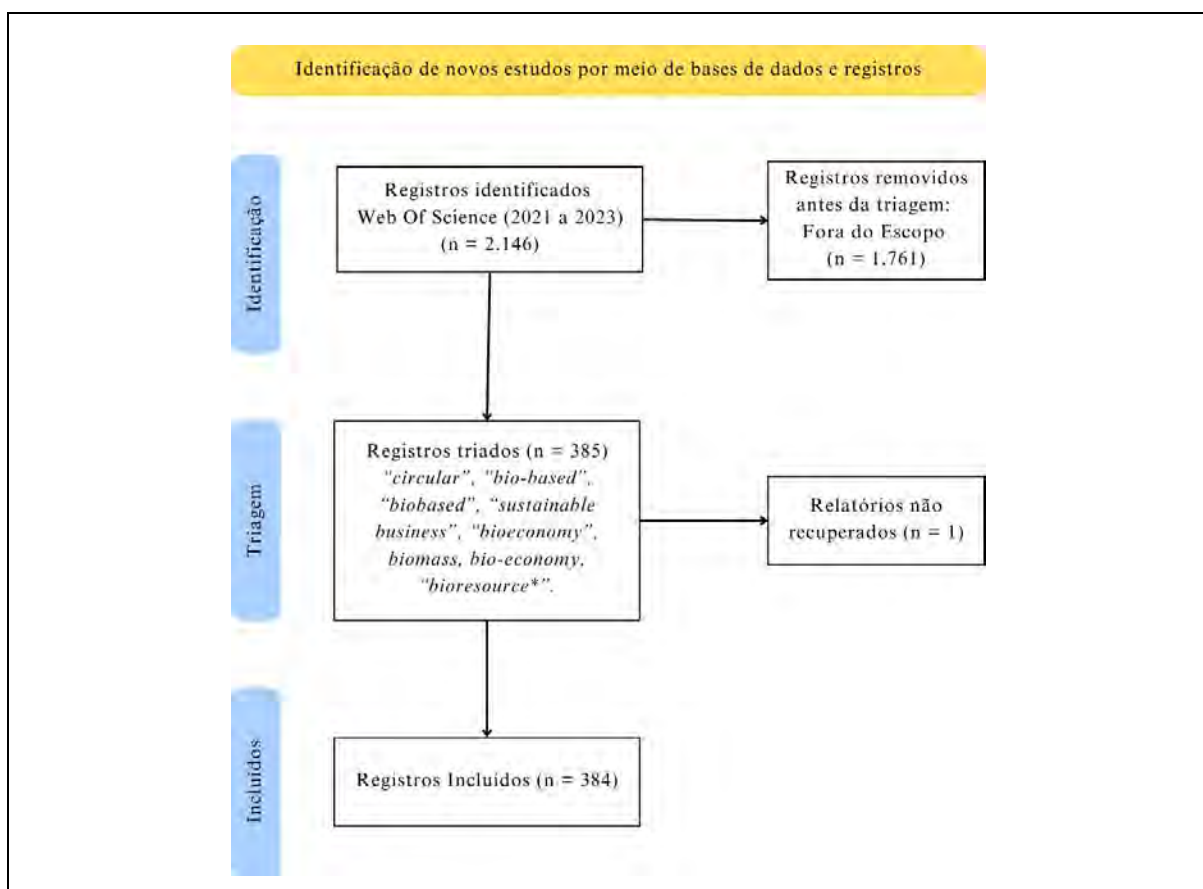 Identificação de novos estudos por meio de bases de dados e registros
Identificação
Registros identificados
Web Of Science (2021 a 2023)
(n = 2.146)
Registros removidos
antes da triagem:
Fora do Escopo
(n = 1.761)
Triagem
Registros triados (n = 385)
“circular”, “bio-based”,
“biobased”, “sustainable
business”, “bioeconomy”,
biomass, bio-economy,
“bioresource*”.
Relatórios não
recuperados (n = 1)
Incluídos
Registros Incluídos (n = 384)